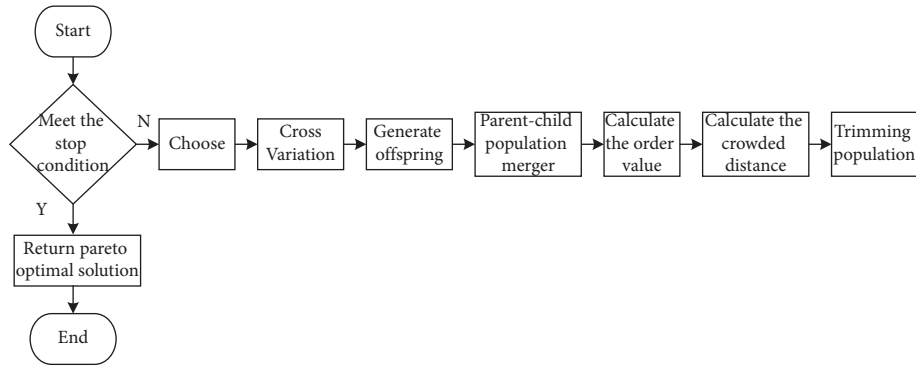 Start
Meet the
stop
condition
N
Choose
Cross
Variation
Generate
offspring
Parent-child
population
merger
Calculate
the order
value
Calculate the
crowded
distance
Trimming
population
Y
Return pareto
optimal solution
End